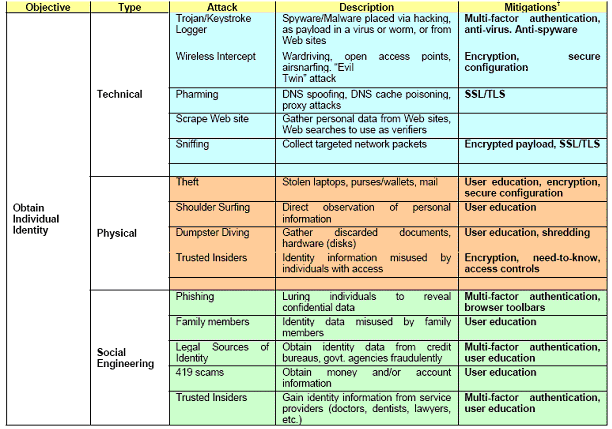 Objective Type Attack Description Mitigations†
Obtain
Individual
Identity
Technical
Trojan/Keystroke
Logger
Spyware/Malware placed via hacking,
as payload in a virus or worm, or from
Web sites
Multi-factor authentication,
anti-virus. Anti-spyware
Wireless Intercept
Wardriving, open access points,
airsnarfing. “Evil
Twin” attack
Encryption, secure
configuration
Pharming
DNS spoofing, DNS cache poisoning,
proxy attacks
SSL/TLS
Scrape Web site
Gather personal data from Web sites,
Web searches to use as verifiers
Sniffing
Collect targeted network packets
Encrypted payload, SSL/TLS
Physical
Theft
Stolen laptops, purses/wallets, mail
User education, encryption,
secure configuration
Shoulder Surfing
Direct observation of personal
information
User education
Dumpster Diving
Gather discarded documents,
hardware (disks)
User education, shredding
Trusted Insiders
Identity information misused by
individuals with access
Encryption, need-to-know,
access controls
Social
Engineering
Phishing
Luring individuals to reveal
confidential data
Multi-factor authentication,
browser toolbars
Family members
Identity data misused by family
members
User education
Legal Sources of
Identity
Obtain identity data from credit
bureaus, govt. agencies fraudulently
Multi-factor authentication,
user education
419 scams
Obtain money and/or account
information
User education
Trusted Insiders
Gain identity information from service
providers (doctors, dentists, lawyers,
etc.)
Multi-factor authentication,
user education